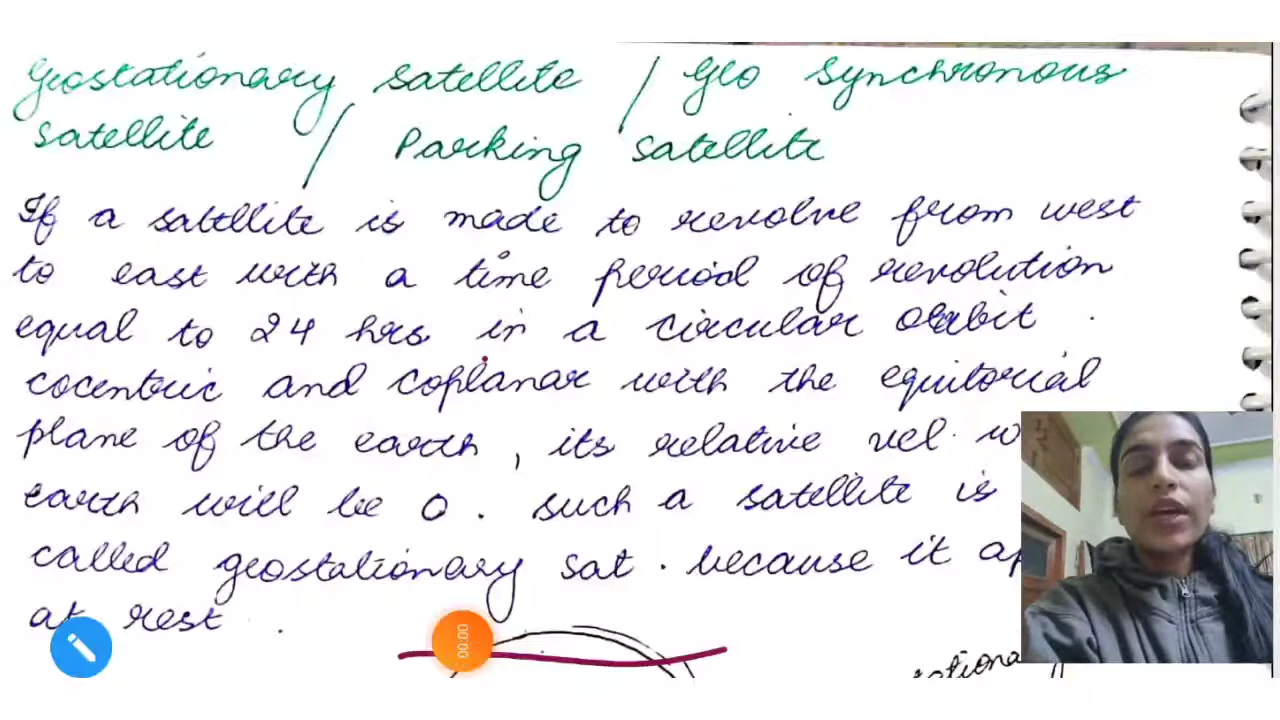 Geostationary satellite / Geo synchronous
satellite / Parking satellite
If a satellite is made to revolve from west
to east with a time period of revolution
equal to 24 hrs in a circular orbit .
cocentric and coplanar with the equitorial
plane of the earth, its relative vel.
earth will be 0. such a satellite is
called geostationary sat. because it
at rest.
00:00